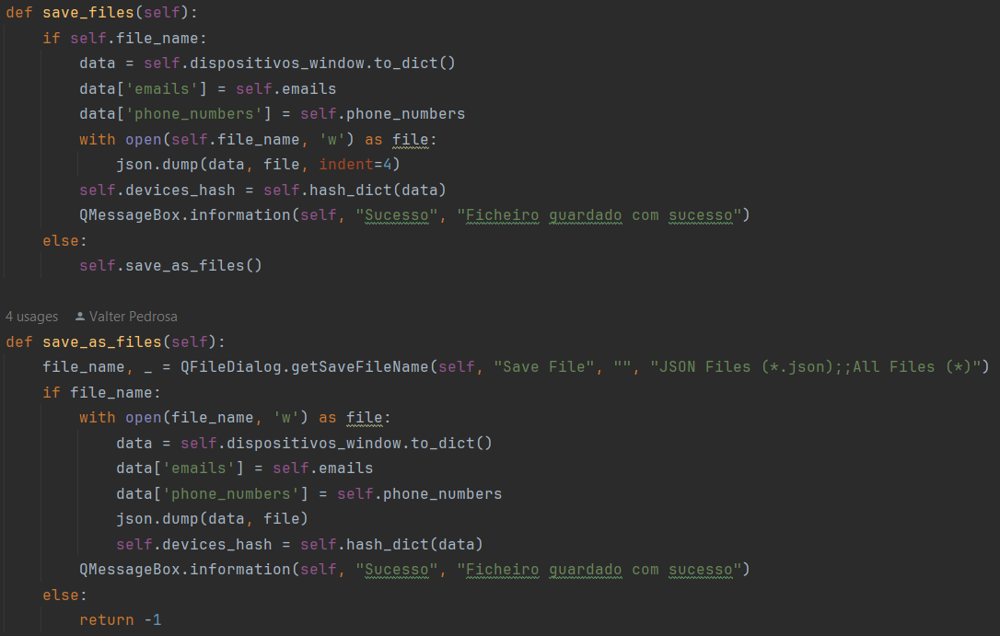 def save_files(self):
    if self.file_name:
        data = self.dispositivos_window.to_dict()
        data['emails'] = self.emails
        data['phone_numbers'] = self.phone_numbers
        with open(self.file_name, 'w') as file:
            json.dump(data, file, indent=4)
        self.devices_hash = self.hash_dict(data)
        QMessageBox.information(self, "Sucesso", "Ficheiro guardado com sucesso")
    else:
        self.save_as_files()
4 usages Valter Pedrosa
def save_as_files(self):
    file_name, _ = QFileDialog.getSaveFileName(self, "Save File", "", "JSON Files (*.json);;All Files (*)")
    if file_name:
        with open(file_name, 'w') as file:
            data = self.dispositivos_window.to_dict()
            data['emails'] = self.emails
            data['phone_numbers'] = self.phone_numbers
            json.dump(data, file)
            self.devices_hash = self.hash_dict(data)
        QMessageBox.information(self, "Sucesso", "Ficheiro guardado com sucesso")
    else:
        return -1